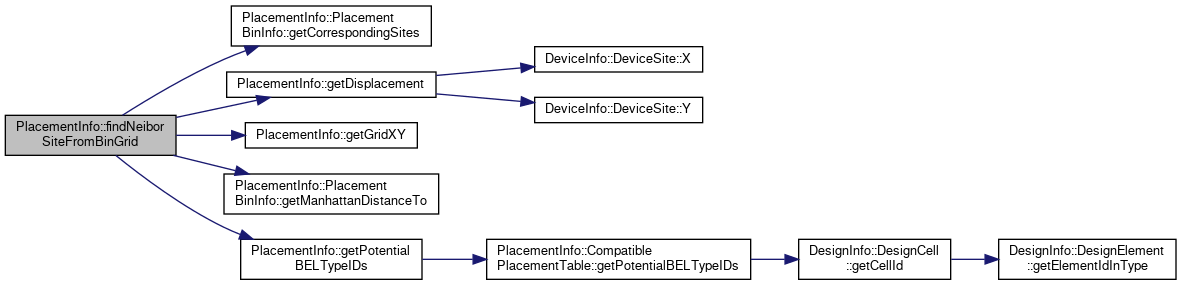 PlacementInfo::findNeibor
SiteFromBinGrid
PlacementInfo::Placement
BinInfo::getCorrespondingSites
PlacementInfo::getDisplacement
DeviceInfo::DeviceSite::X
DeviceInfo::DeviceSite::Y
PlacementInfo::getGridXY
PlacementInfo::Placement
BinInfo::getManhattanDistanceTo
PlacementInfo::getPotential
BELTypeIDs
PlacementInfo::Compatible
PlacementTable::getPotentialBELTypeIDs
DesignInfo::DesignCell
::getCellId
DesignInfo::DesignElement
::getElementIdInType